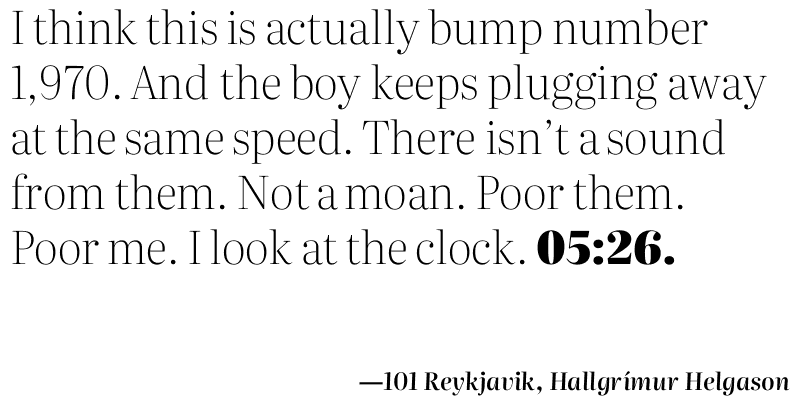 I think this is actually bump number
1,970. And the boy keeps plugging away
at the same speed. There isn’t a sound
from them. Not a moan. Poor them.
Poor me. I look at the clock. 05:26.
—101 Reykjavik, Hallgrímur Helgason